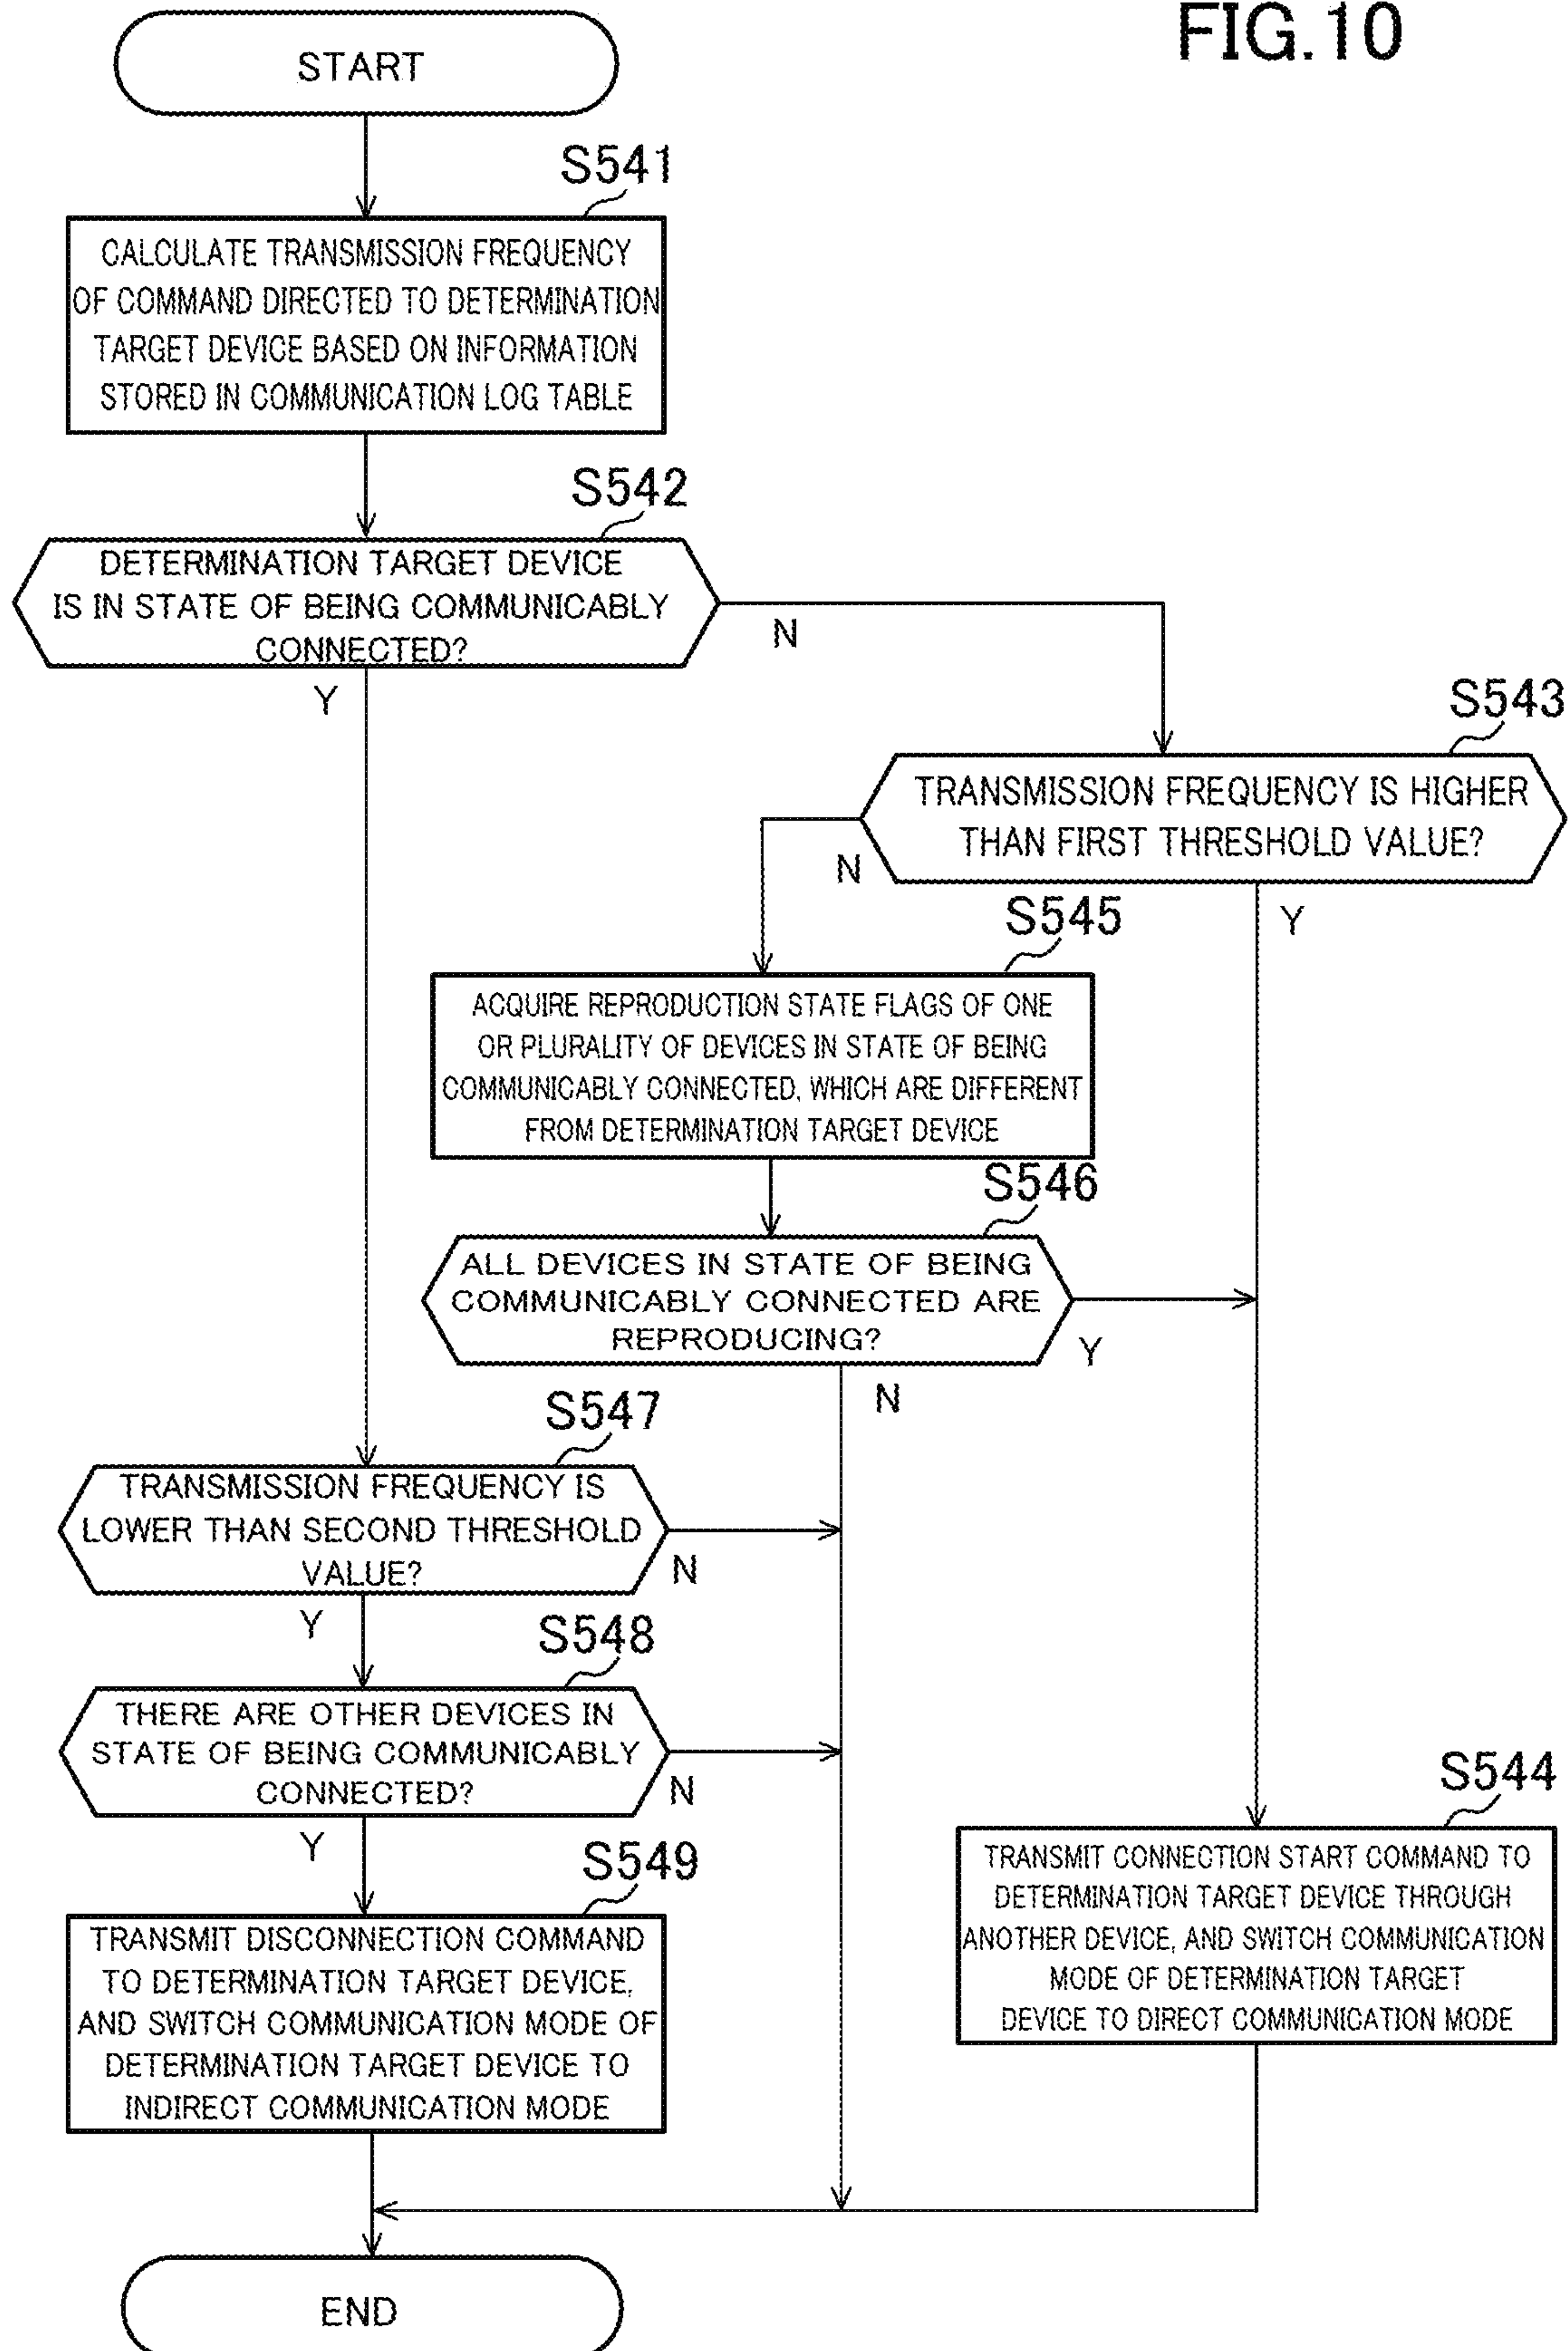 FIG.10
START
S541
CALCULATE TRANSMISSION FREQUENCY
OF COMMAND DIRECTED TO DETERMINATION
TARGET DEVICE BASED ON INFORMATION
STORED IN COMMUNICATION LOG TABLE
S542
DETERMINATION TARGET DEVICE
IS IN STATE OF BEING COMMUNICABLY
CONNECTED?
N
Y
S543
TRANSMISSION FREQUENCY IS HIGHER
THAN FIRST THRESHOLD VALUE?
N
Y
S545
ACQUIRE REPRODUCTION STATE FLAGS OF ONE
OR PLURALITY OF DEVICES IN STATE OF BEING
COMMUNICABLY CONNECTED, WHICH ARE DIFFERENT
FROM DETERMINATION TARGET DEVICE
S546
ALL DEVICES IN STATE OF BEING
COMMUNICABLY CONNECTED ARE
REPRODUCING?
Y
N
S547
TRANSMISSION FREQUENCY IS
LOWER THAN SECOND THRESHOLD
VALUE?
N
Y
S548
THERE ARE OTHER DEVICES IN
STATE OF BEING COMMUNICABLY
CONNECTED?
N
Y
S544
TRANSMIT CONNECTION START COMMAND TO
DETERMINATION TARGET DEVICE THROUGH
ANOTHER DEVICE, AND SWITCH COMMUNICATION
MODE OF DETERMINATION TARGET
DEVICE TO DIRECT COMMUNICATION MODE
S549
TRANSMIT DISCONNECTION COMMAND
TO DETERMINATION TARGET DEVICE,
AND SWITCH COMMUNICATION MODE OF
DETERMINATION TARGET DEVICE TO
INDIRECT COMMUNICATION MODE
END